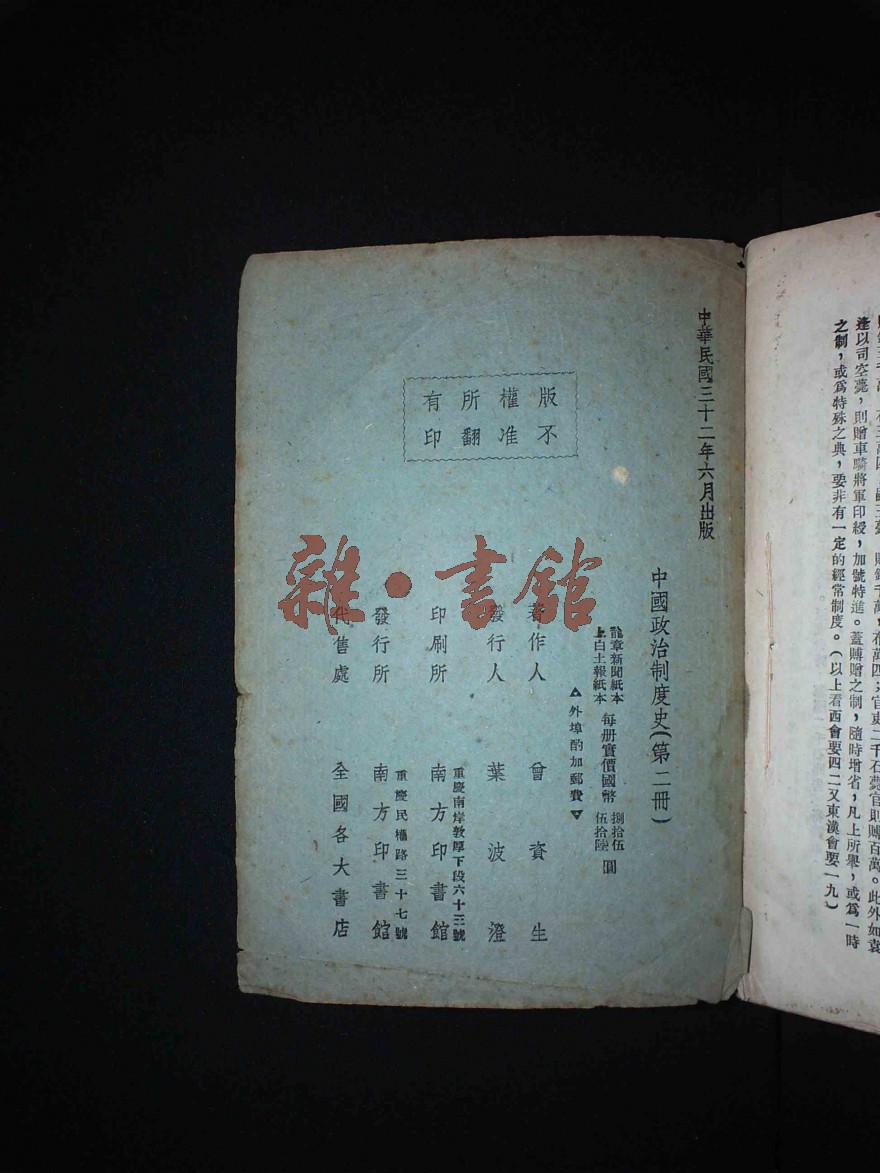 逢以司空薨，則贈車騎將軍印綬，加號特進。蓋賻贈之制，隨時增省，凡上所舉，或爲一時
之制，或爲特殊之典，要非有一定的經常制度。（以上看西會要四二又東漢會要一九）
中華民國三十二年六月出版
版權所有
不准翻印
中國政治制度史（第二冊）
龍章新聞紙本
上白土報紙本
每册實價國幣
捌拾伍
伍拾陸
圓
▲外埠酌加郵費▼
著作人 曾資生
發行人 葉波澄
重慶南岸敦厚下段六十三號
印刷所 南方印書館
重慶民權路三十七號
發行所 南方印書館
代售處 全國各大書店
雜·書館